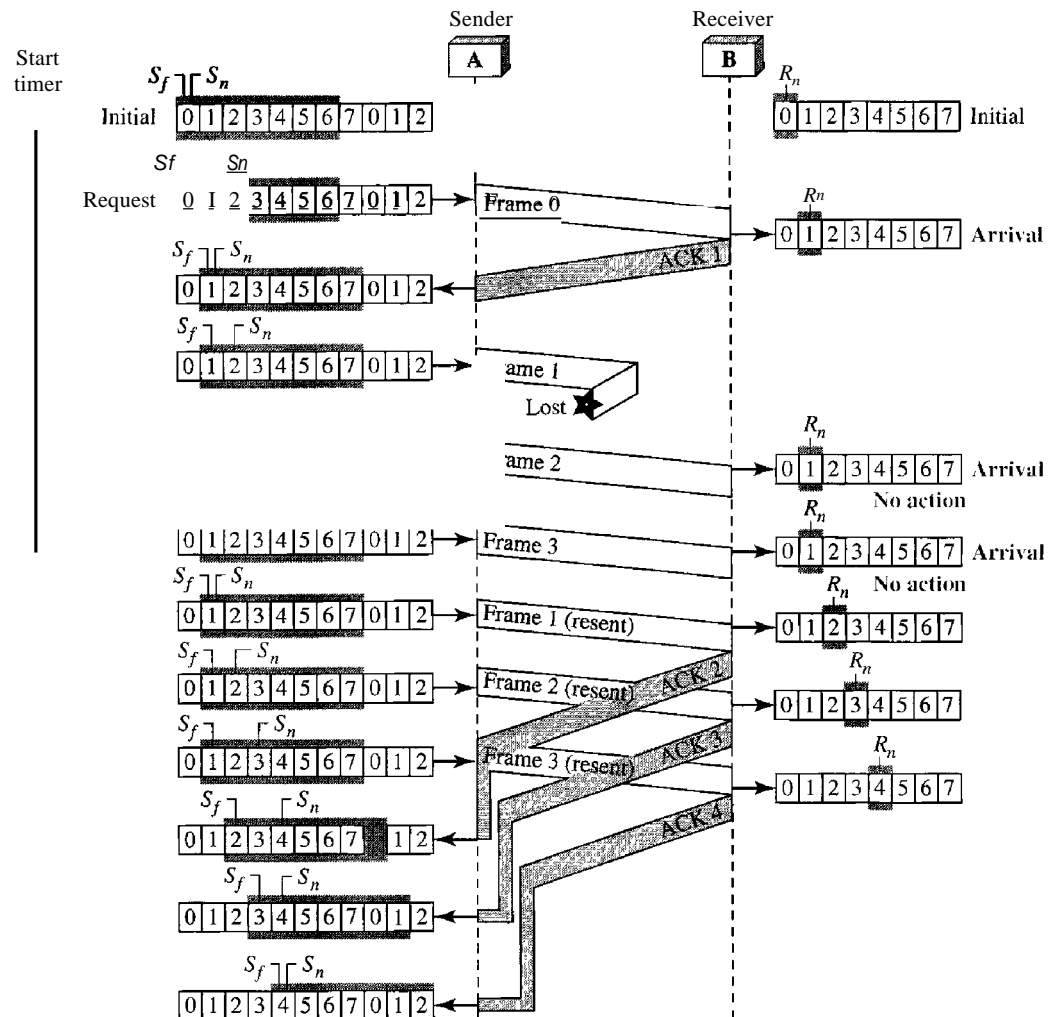 Sender Receiver
Start timer
A B
Sf Sn Rn
Initial 0 1 2 3 4 5 6 7 0 1 2 0 1 2 3 4 5 6 7 Initial
Sf Sn
Request 0 I 2 3 4 5 6 7 0 1 2 Frame 0
Rn
0 1 2 3 4 5 6 7 Arrival
Sf Sn ACK 1
0 1 2 3 4 5 6 7 0 1 2
Sf Sn
0 1 2 3 4 5 6 7 0 1 2 ame 1
Lost
Rn
ame 2 0 1 2 3 4 5 6 7 Arrival
No action
Rn
0 1 2 3 4 5 6 7 0 1 2 Frame 3 0 1 2 3 4 5 6 7 Arrival
No action
Sf Sn Rn
0 1 2 3 4 5 6 7 0 1 2 Frame 1 (resent) 0 1 2 3 4 5 6 7
Sf Sn ACK 2
0 1 2 3 4 5 6 7 0 1 2 Frame 2 (resent)
Rn
0 1 2 3 4 5 6 7
Sf Sn ACK 3
0 1 2 3 4 5 6 7 0 1 2 Frame 3 (resent)
Rn
0 1 2 3 4 5 6 7
Sf Sn ACK 4
0 1 2 3 4 5 6 7 1 2
Sf Sn
0 1 2 3 4 5 6 7 0 1 2
Sf Sn
0 1 2 3 4 5 6 7 0 1 2